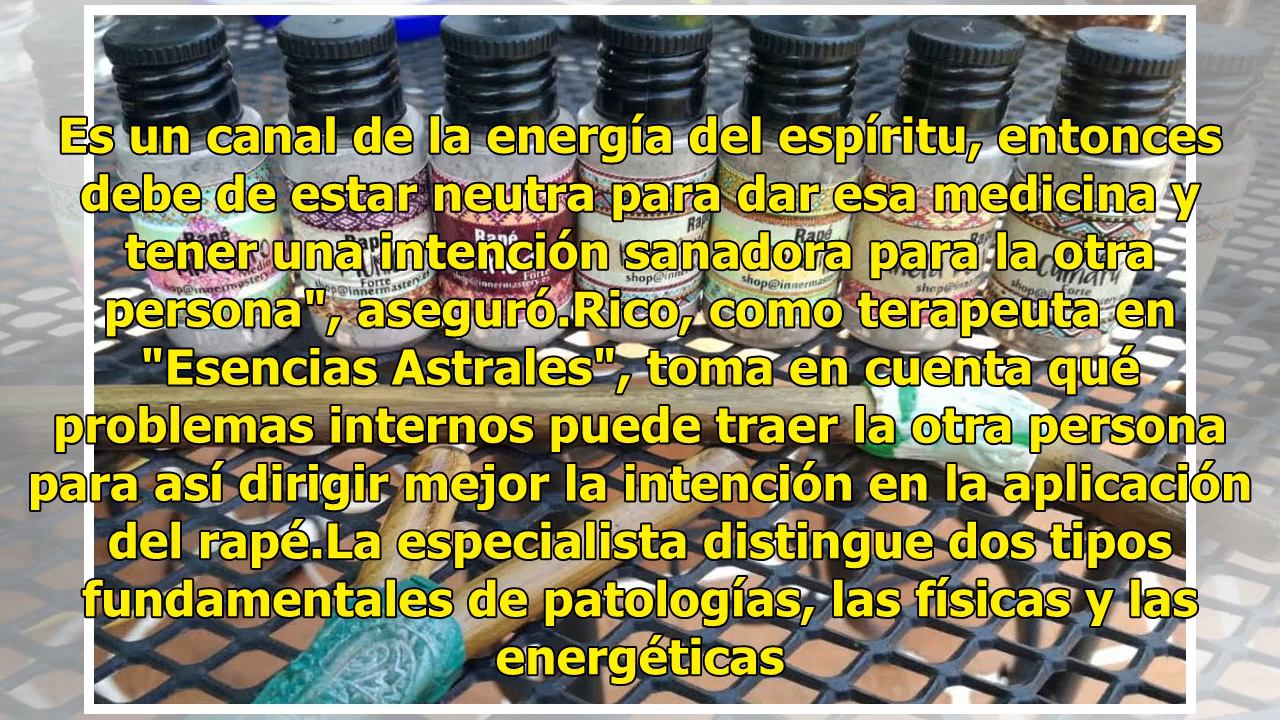 Es un canal de la energía del espíritu, entonces
debe de estar neutra para dar esa medicina y
tener una intención sanadora para la otra
persona", aseguró.Rico, como terapeuta en
"Esencias Astrales", toma en cuenta qué
problemas internos puede traer la otra persona
para así dirigir mejor la intención en la aplicación
del rapé.La especialista distingue dos tipos
fundamentales de patologías, las físicas y las
energéticas